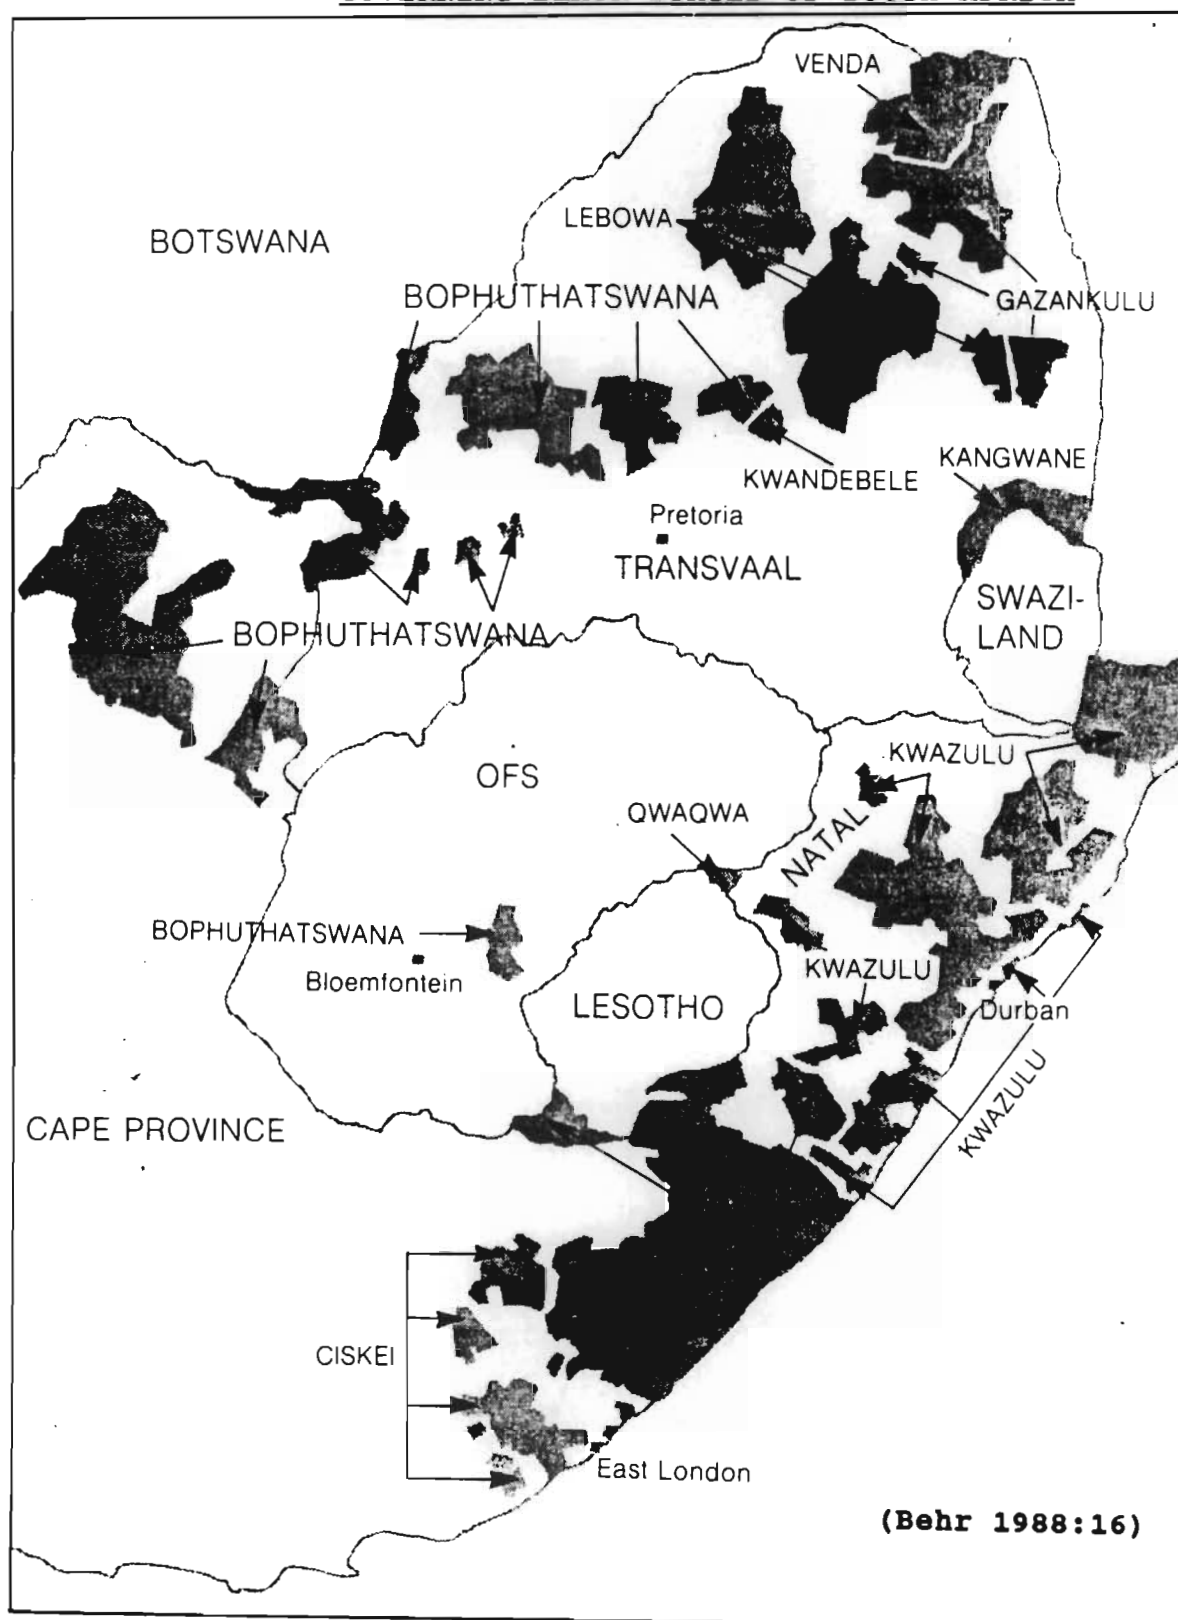 VENDA
LEBOWA
BOTSWANA
BOPHUTHATSWANA
GAZANKULU
KANGWANE
KWANDEBELE
Pretoria
TRANSVAAL
SWAZI-
LAND
BOPHUTHATSWANA
KWAZULU
OFS
QWAQWA
NATAL
BOPHUTHATSWANA
Bloemfontein
KWAZULU
LESOTHO
Durban
KWAZULU
CAPE PROVINCE
CISKEI
East London
(Behr 1988:16)